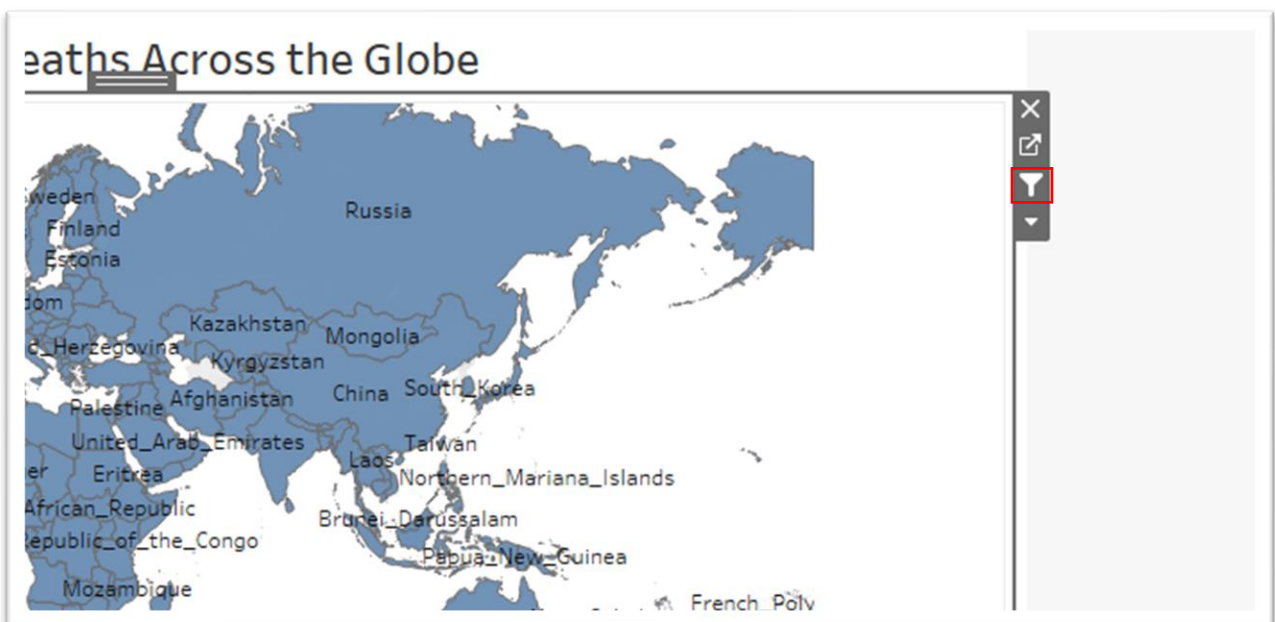 eaths Across the Globe
Russia
weden
Finland
Estonia
dom
Kazakhstan
Mongolia
_Herzegovina
Kyrgyzstan
South_Korea
China
Afghanistan
Palestine
United_Arab_Emirates
Taiwan
Laos
er
Eritrea
Northern_Mariana_Islands
African_Republic
Brunei_Darussalam
Republic_of_the_Congo
Papua_New_Guinea
Mozambique
French_Poly